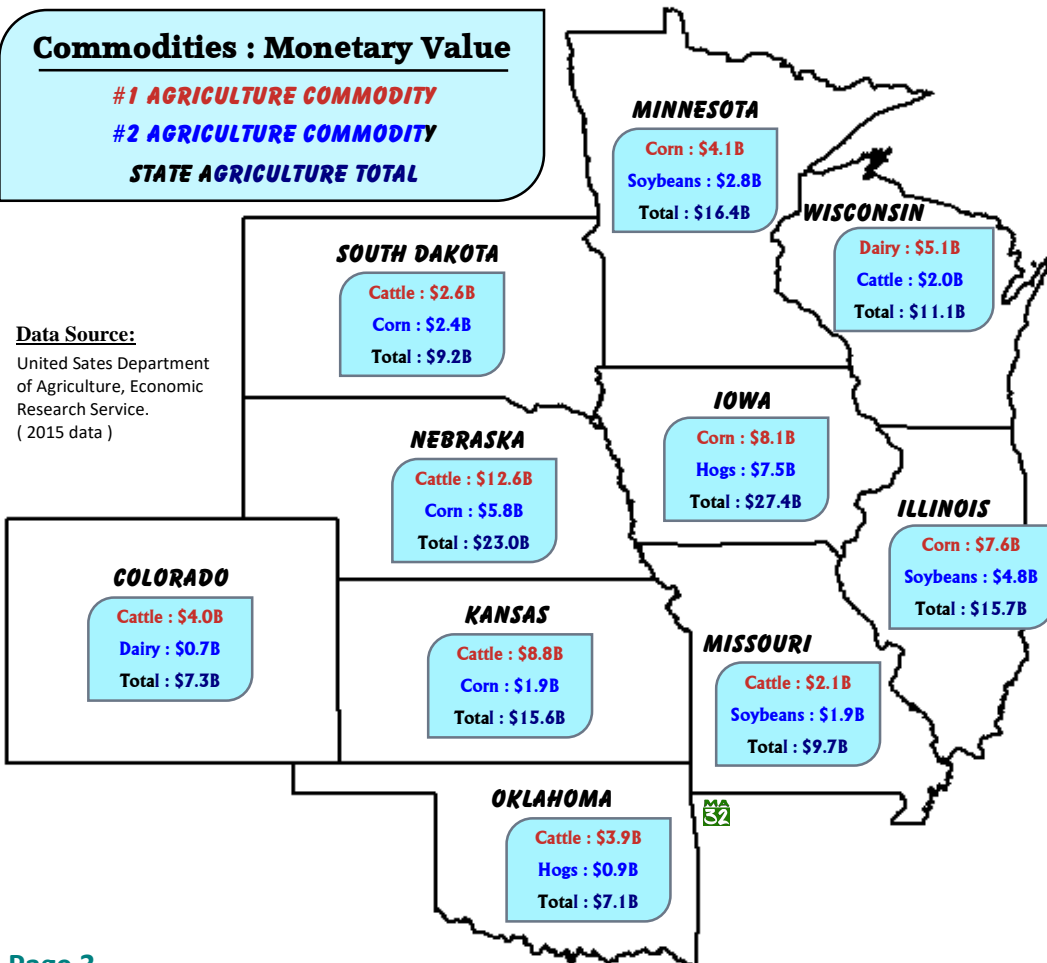 Commodities : Monetary Value
#1 AGRICULTURE COMMODITY
#2 AGRICULTURE COMMODITY
STATE AGRICULTURE TOTAL
MINNESOTA
Corn : $4.1B
Soybeans : $2.8B
Total : $16.4B
WISCONSIN
Dairy : $5.1B
Cattle : $2.0B
Total : $11.1B
SOUTH DAKOTA
Cattle : $2.6B
Corn : $2.4B
Total : $9.2B
Data Source:
United Sates Department
of Agriculture, Economic
Research Service.
( 2015 data )
IOWA
Corn : $8.1B
Hogs : $7.5B
Total : $27.4B
NEBRASKA
Cattle : $12.6B
Corn : $5.8B
Total : $23.0B
ILLINOIS
Corn : $7.6B
Soybeans : $4.8B
Total : $15.7B
COLORADO
Cattle : $4.0B
Dairy : $0.7B
Total : $7.3B
KANSAS
Cattle : $8.8B
Corn : $1.9B
Total : $15.6B
MISSOURI
Cattle : $2.1B
Soybeans : $1.9B
Total : $9.7B
OKLAHOMA
Cattle : $3.9B
Hogs : $0.9B
Total : $7.1B
MA
32
Page 2